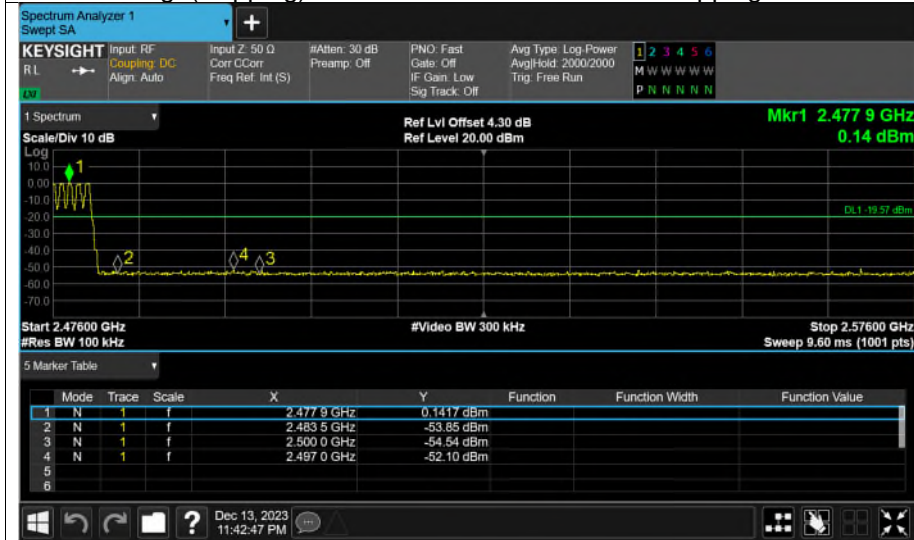 Spectrum Analyzer 1
Swept SA
+
KEYSIGHT Input: RF Input Z: 50 Ω #Atten: 30 dB PNO: Fast Avg Type: Log-Power 1 2 3 4 5 6
RL Coupling: DC Corr CCorr Preamp: Off Gate: Off Avg|Hold: 2000/2000 M W W W W W
Align: Auto Freq Ref: Int (S) IF Gain: Low Trig: Free Run
LXI Sig Track: Off P N N N N N
1 Spectrum Ref Lvl Offset 4.30 dB Mkr1 2.477 9 GHz
Scale/Div 10 dB Ref Level 20.00 dBm 0.14 dBm
Log
10.0 1
0.00
-10.0 DL1 -19.57 dBm
-20.0
-30.0
-40.0 2 4 3
-50.0
-60.0
-70.0
Start 2.47600 GHz #Video BW 300 kHz Stop 2.57600 GHz
#Res BW 100 kHz Sweep 9.60 ms (1001 pts)
5 Marker Table
Mode Trace Scale X Y Function Function Width Function Value
1 N 1 f 2.477 9 GHz 0.1417 dBm
2 N 1 f 2.483 5 GHz -53.85 dBm
3 N 1 f 2.500 0 GHz -54.54 dBm
4 N 1 f 2.497 0 GHz -52.10 dBm
5
6
? Dec 13, 2023
11:42:47 PM